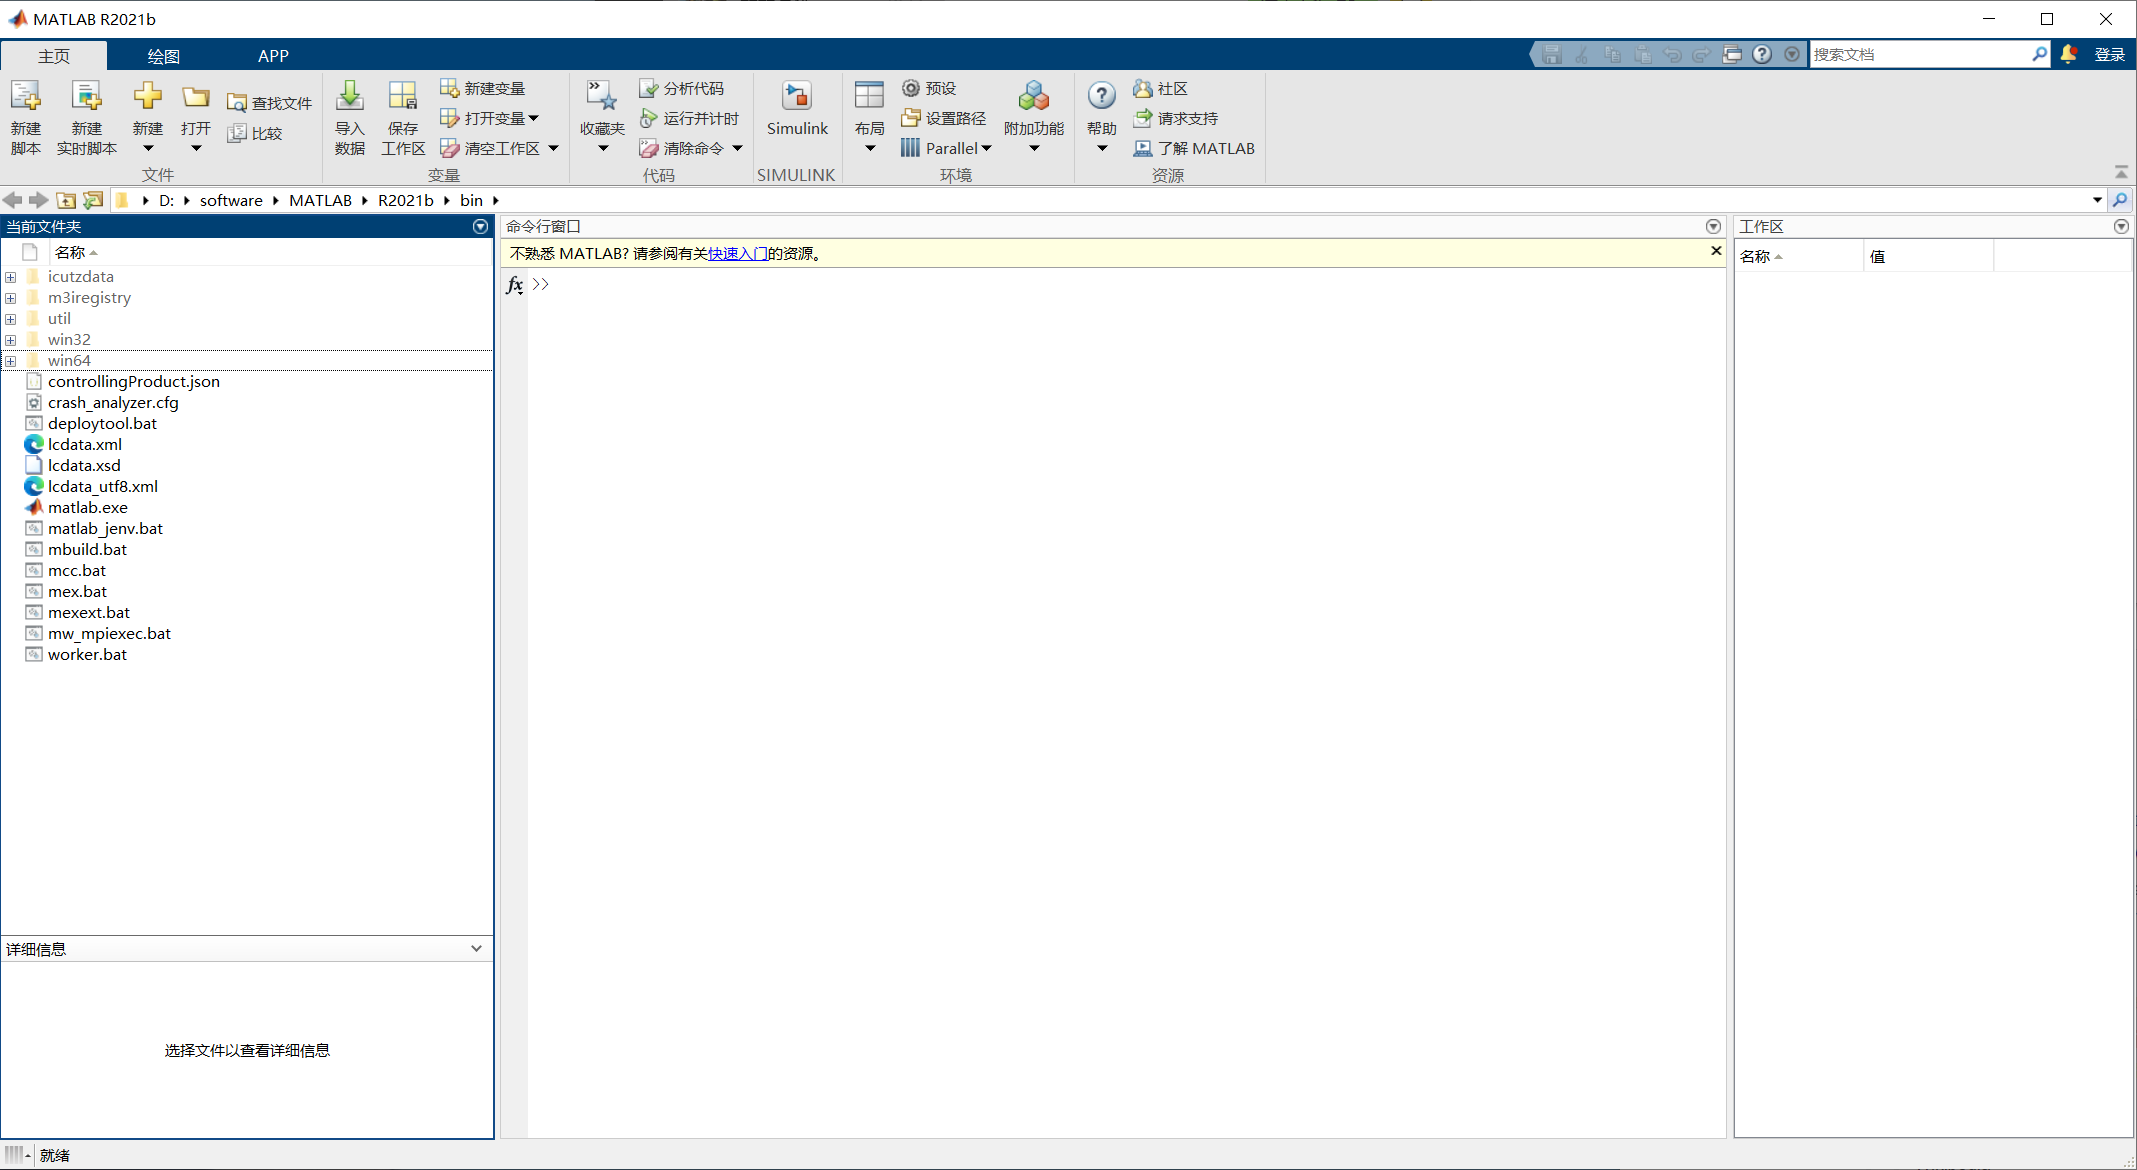 MATLAB R2021b
主页 绘图 APP 搜索文档 登录
新建脚本 新建实时脚本 新建 打开 查找文件 比较
文件
导入数据 保存工作区 新建变量 打开变量 清空工作区
变量
收藏夹 分析代码 运行并计时 清除命令
代码
Simulink
SIMULINK
布局 预设 设置路径 Parallel 附加功能
环境
帮助 社区 请求支持 了解 MATLAB
资源
D: software MATLAB R2021b bin
当前文件夹
名称
icutzdata
m3iregistry
util
win32
win64
controllingProduct.json
crash_analyzer.cfg
deploytool.bat
lcdata.xml
lcdata.xsd
lcdata_utf8.xml
matlab.exe
matlab_jenv.bat
mbuild.bat
mcc.bat
mex.bat
mexext.bat
mw_mpiexec.bat
worker.bat
详细信息
选择文件以查看详细信息
命令行窗口
不熟悉 MATLAB? 请参阅有关快速入门的资源。
fx >>
工作区
名称 值
就绪